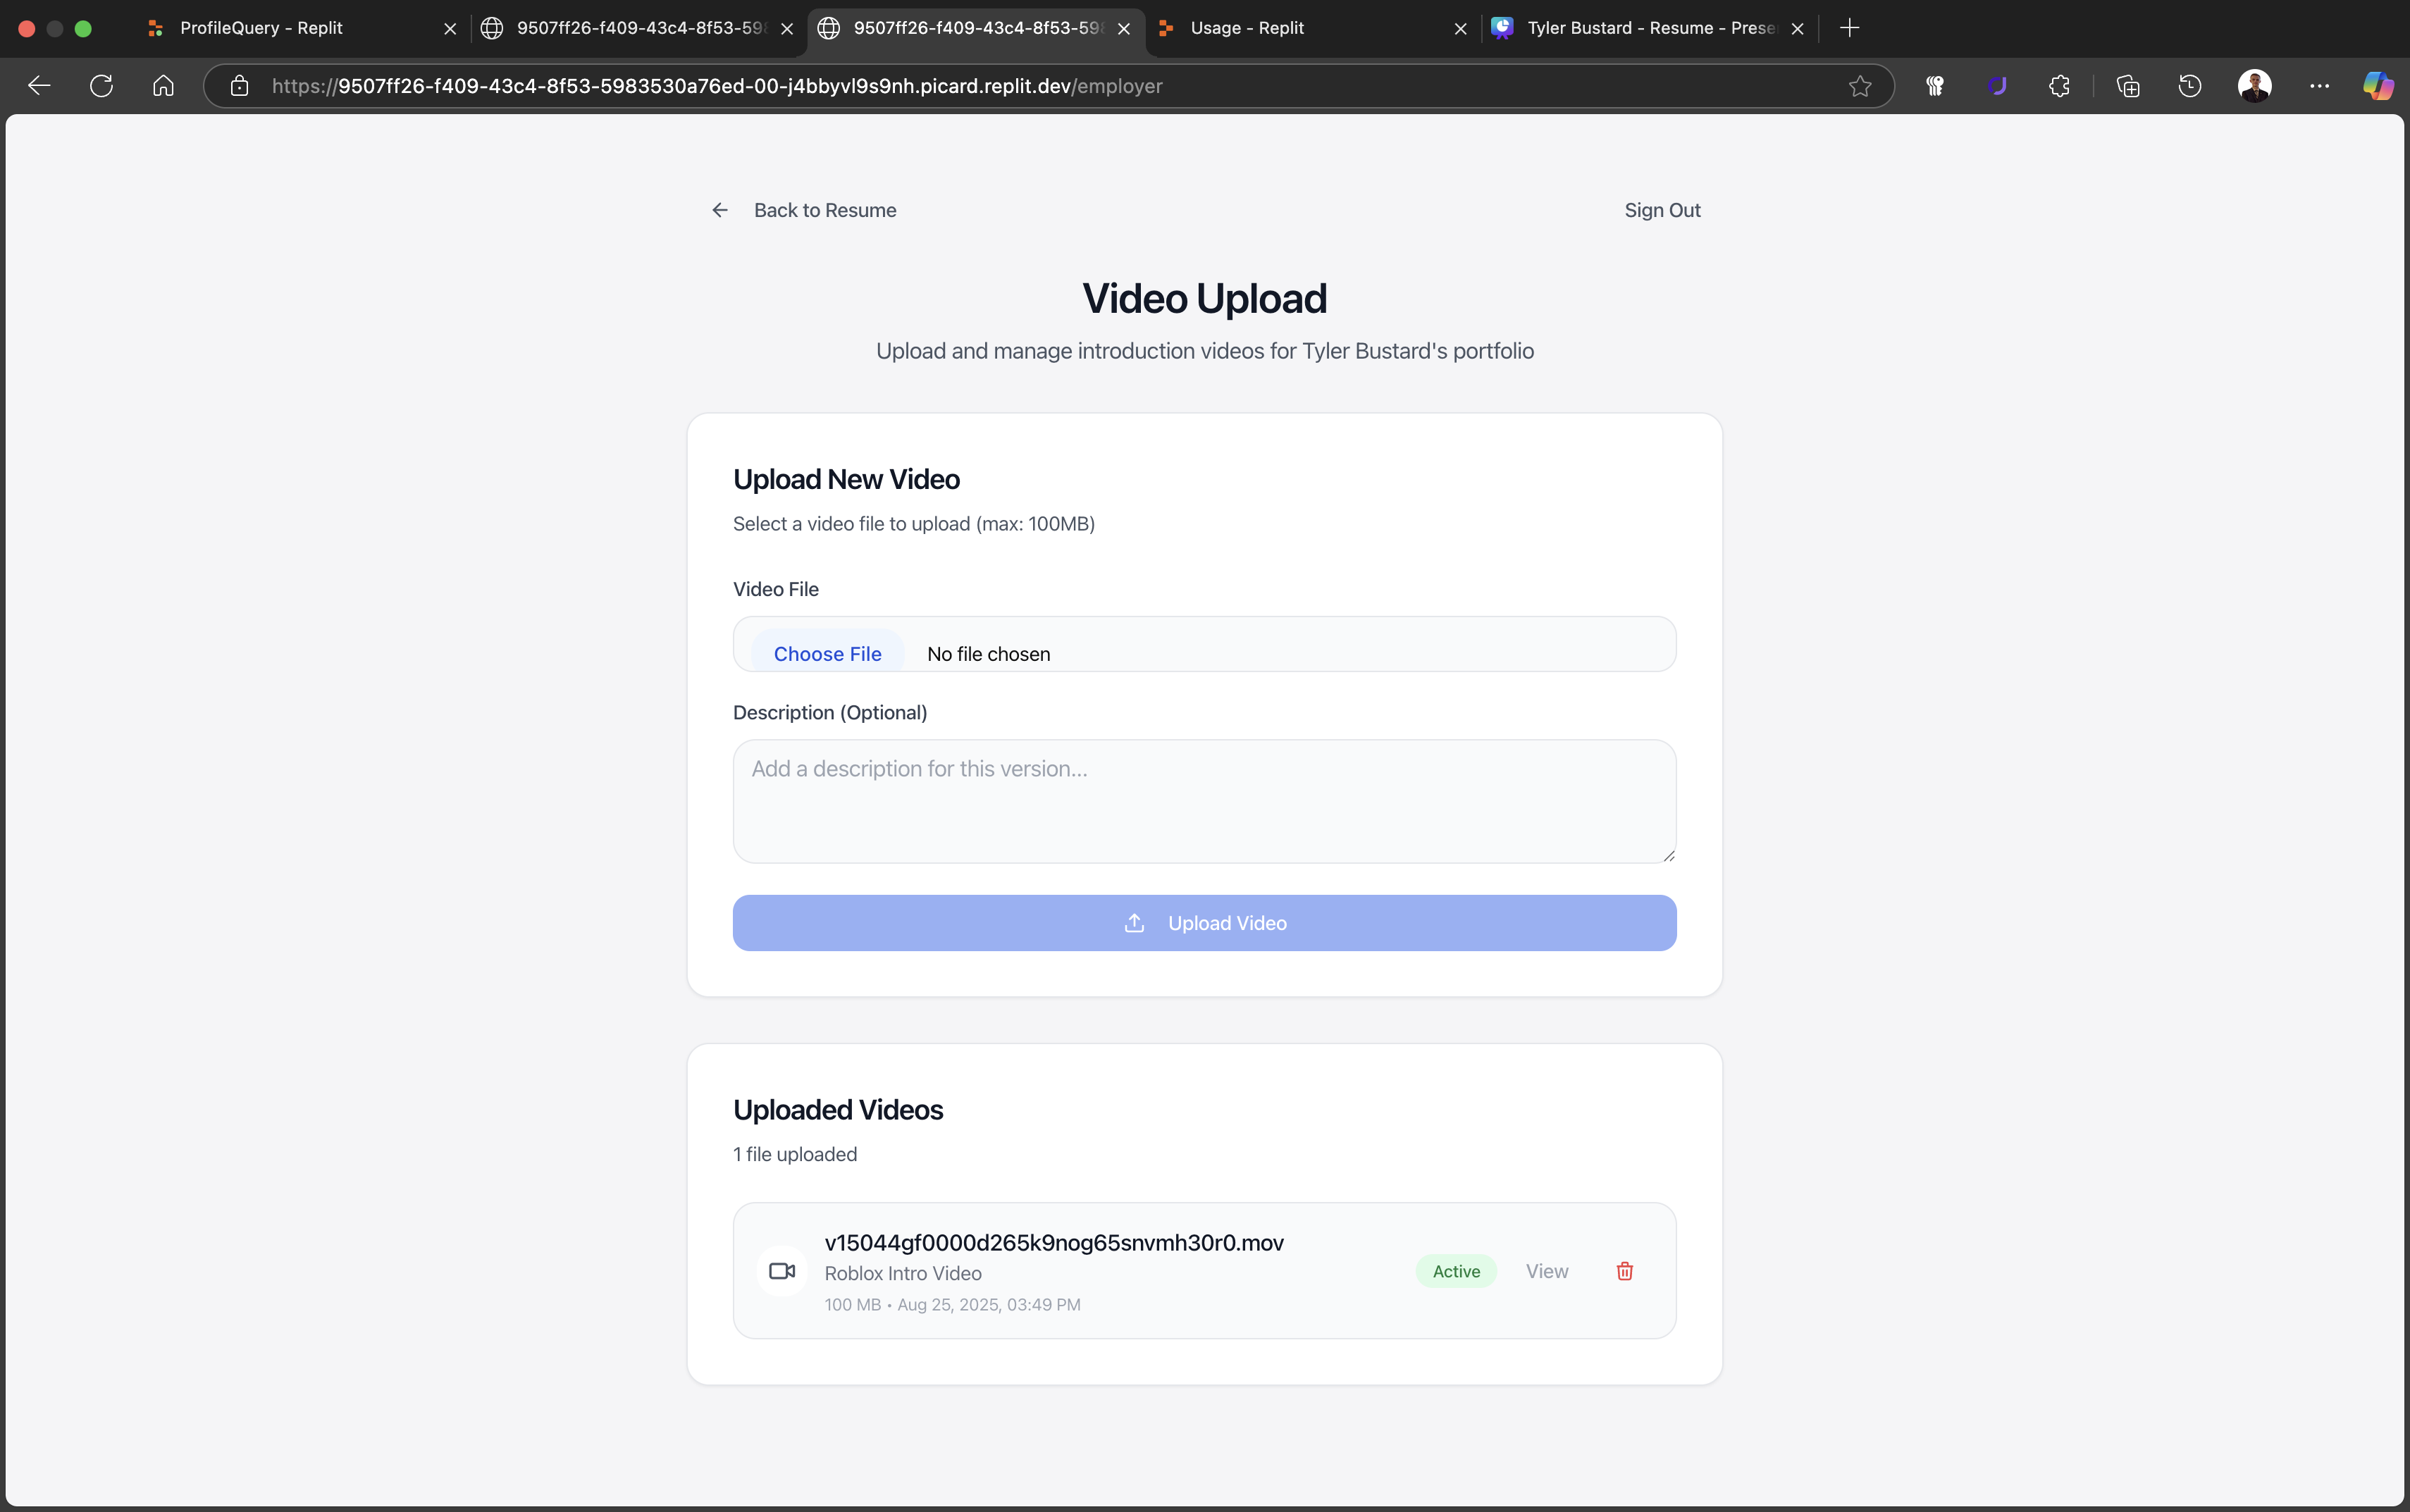 ProfileQuery - Replit
9507ff26-f409-43c4-8f53-598
9507ff26-f409-43c4-8f53-598
Usage - Replit
Tyler Bustard - Resume - Prese
https://9507ff26-f409-43c4-8f53-5983530a76ed-00-j4bbyvl9s9nh.picard.replit.dev/employer
Back to Resume
Sign Out
Video Upload
Upload and manage introduction videos for Tyler Bustard's portfolio
Upload New Video
Select a video file to upload (max: 100MB)
Video File
Choose File No file chosen
Description (Optional)
Add a description for this version...
Upload Video
Uploaded Videos
1 file uploaded
v15044gf0000d265k9nog65snvmh30r0.mov
Roblox Intro Video
100 MB • Aug 25, 2025, 03:49 PM
Active
View